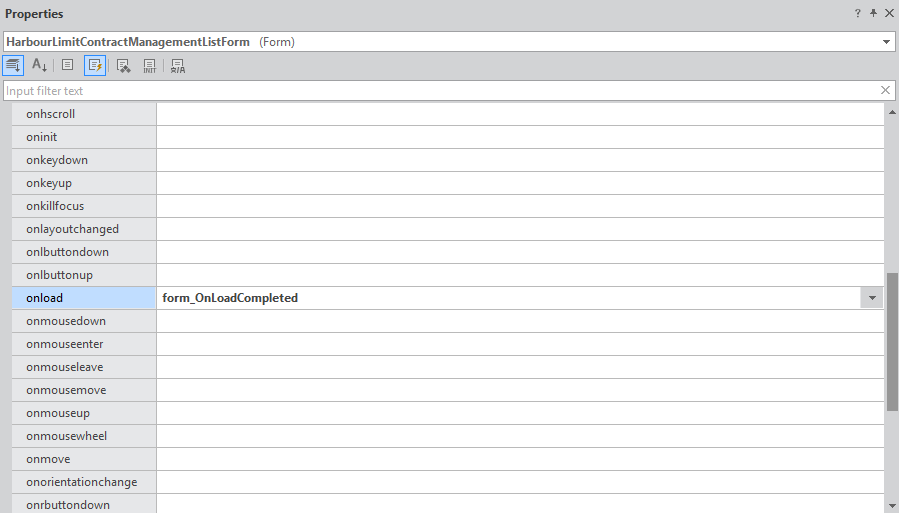 Properties
HarbourLimitContractManagementListForm (Form)
INIT
Input filter text
onhscroll
oninit
onkeydown
onkeyup
onkillfocus
onlayoutchanged
onlbuttondown
onlbuttonup
onload form_OnLoadCompleted
onmousedown
onmouseenter
onmouseleave
onmousemove
onmouseup
onmousewheel
onmove
onorientationchange
onrbuttondown